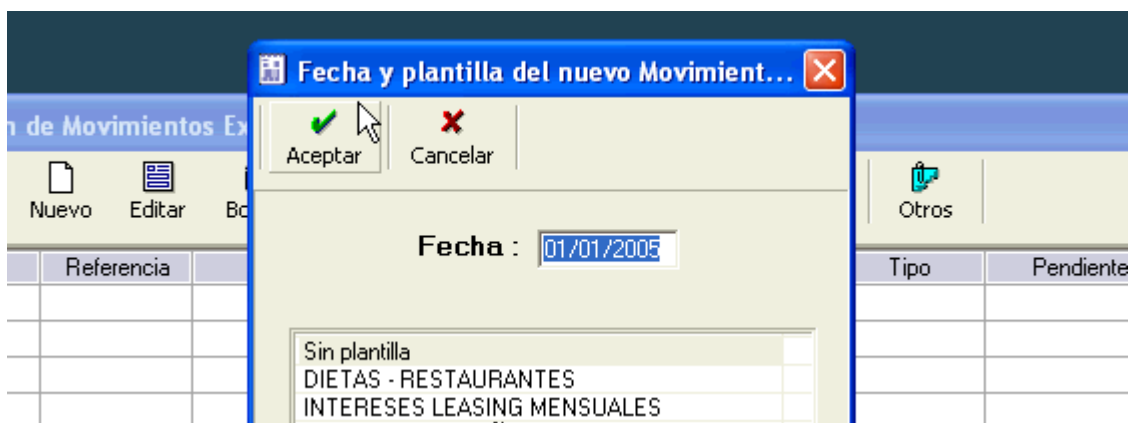 Fecha y plantilla del nuevo Movimient...
de Movimientos Ex
Aceptar
Cancelar
Nuevo
Editar
Bo
Otros
Fecha :
01/01/2005
Referencia
Tipo
Pendiente
Sin plantilla
DIETAS - RESTAURANTES
INTERESES LEASING MENSUALES